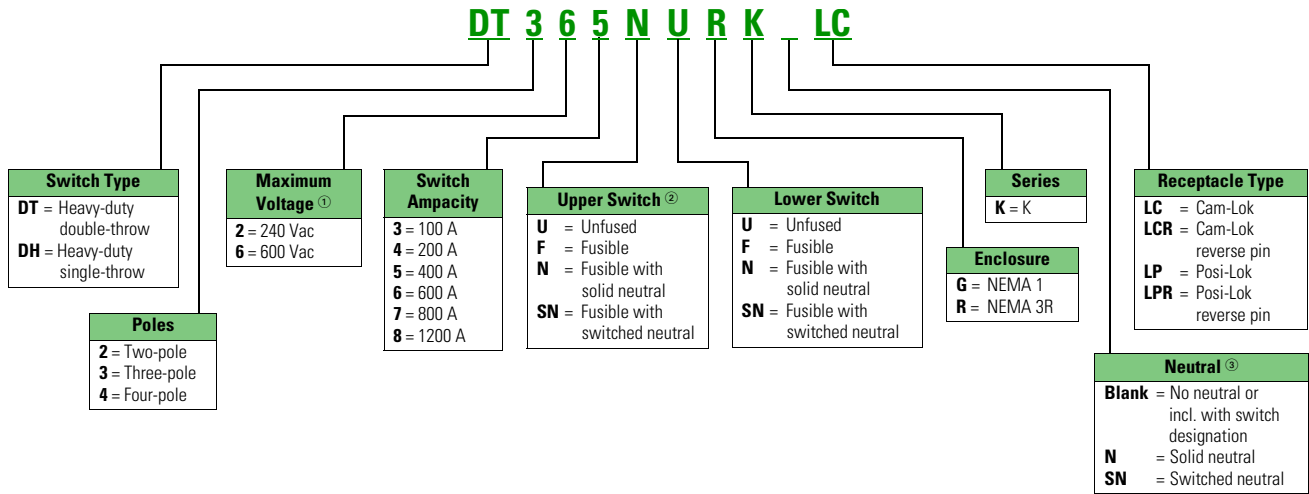 DT 3 6 5 N U R K _ LC
Switch Type
DT = Heavy-duty
double-throw
DH = Heavy-duty
single-throw
Poles
2 = Two-pole
3 = Three-pole
4 = Four-pole
Maximum
Voltage ①
2 = 240 Vac
6 = 600 Vac
Switch
Ampacity
3 = 100 A
4 = 200 A
5 = 400 A
6 = 600 A
7 = 800 A
8 = 1200 A
Upper Switch ②
U = Unfused
F = Fusible
N = Fusible with
solid neutral
SN = Fusible with
switched neutral
Lower Switch
U = Unfused
F = Fusible
N = Fusible with
solid neutral
SN = Fusible with
switched neutral
Enclosure
G = NEMA 1
R = NEMA 3R
Series
K = K
Neutral ③
Blank = No neutral or
incl. with switch
designation
N = Solid neutral
SN = Switched neutral
Receptacle Type
LC = Cam-Lok
LCR = Cam-Lok
reverse pin
LP = Posi-Lok
LPR = Posi-Lok
reverse pin